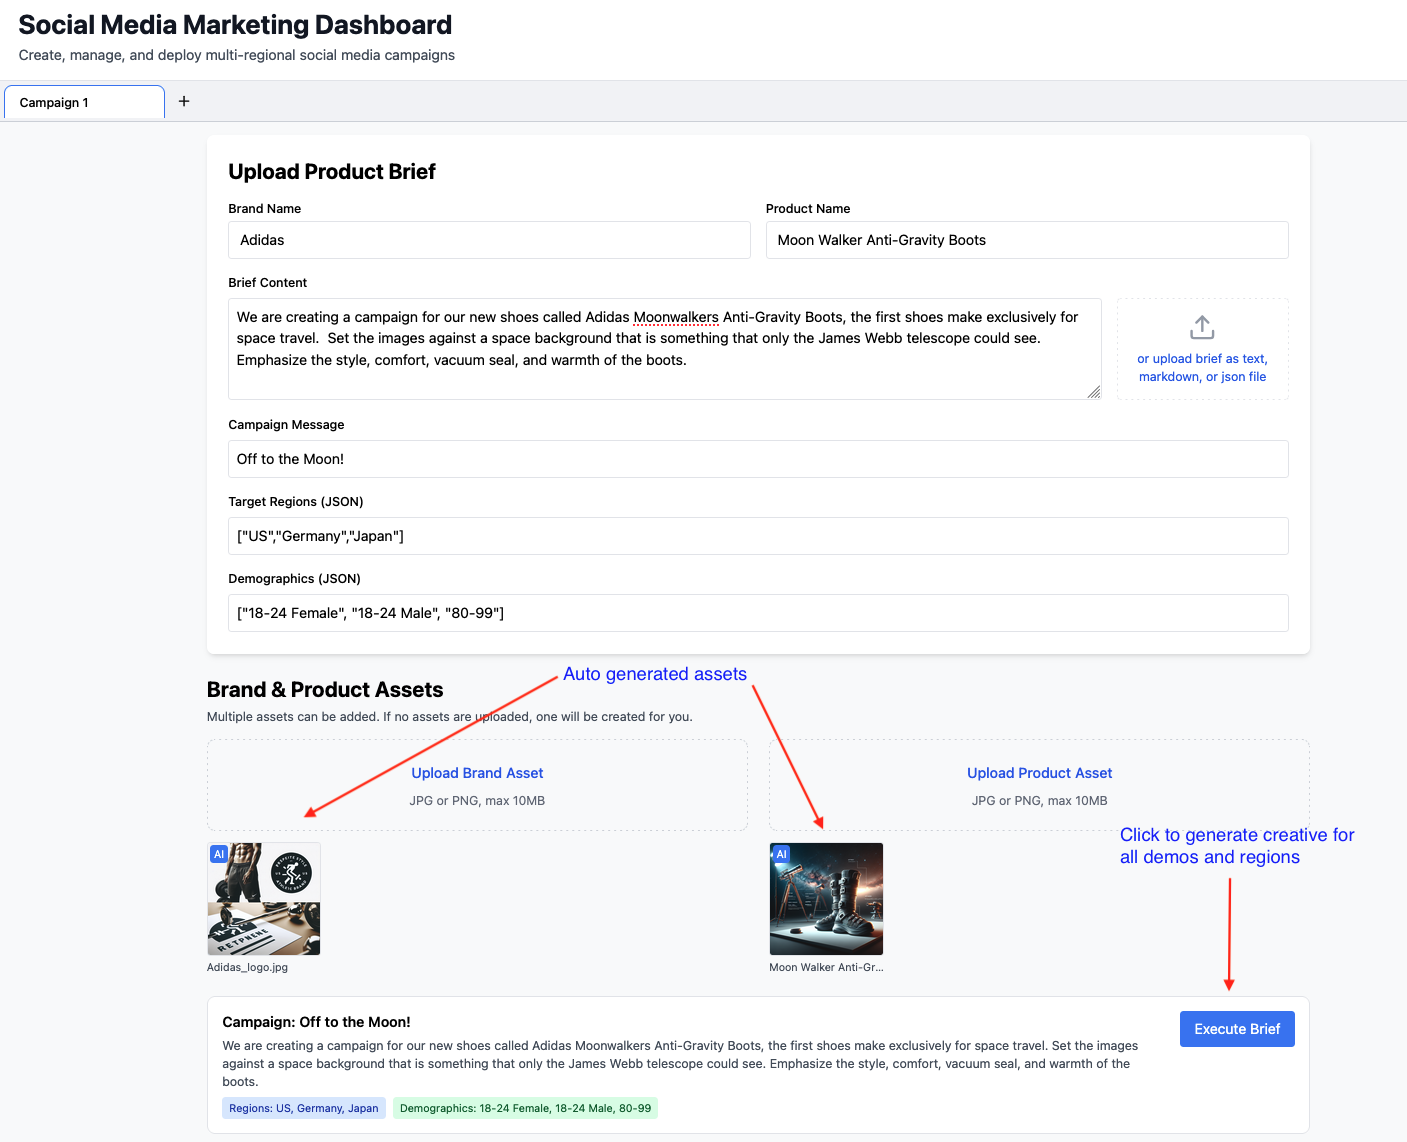 Social Media Marketing Dashboard
Create, manage, and deploy multi-regional social media campaigns
Campaign 1
+
Upload Product Brief
Brand Name
Product Name
Adidas
Moon Walker Anti-Gravity Boots
Brief Content
We are creating a campaign for our new shoes called Adidas Moonwalkers Anti-Gravity Boots, the first shoes make exclusively for
space travel.  Set the images against a space background that is something that only the James Webb telescope could see.
Emphasize the style, comfort, vacuum seal, and warmth of the boots.
or upload brief as text,
markdown, or json file
Campaign Message
Off to the Moon!
Target Regions (JSON)
["US","Germany","Japan"]
Demographics (JSON)
["18-24 Female", "18-24 Male", "80-99"]
Auto generated assets
Brand & Product Assets
Multiple assets can be added. If no assets are uploaded, one will be created for you.
Upload Brand Asset
JPG or PNG, max 10MB
Upload Product Asset
JPG or PNG, max 10MB
Click to generate creative for
all demos and regions
AI
ATHLETIC BRAND
RETPHENE
Adidas_logo.jpg
AI
Moon Walker Anti-Gr...
Campaign: Off to the Moon!
Execute Brief
We are creating a campaign for our new shoes called Adidas Moonwalkers Anti-Gravity Boots, the first shoes make exclusively for space travel. Set the images
against a space background that is something that only the James Webb telescope could see. Emphasize the style, comfort, vacuum seal, and warmth of the
boots.
Regions: US, Germany, Japan
Demographics: 18-24 Female, 18-24 Male, 80-99